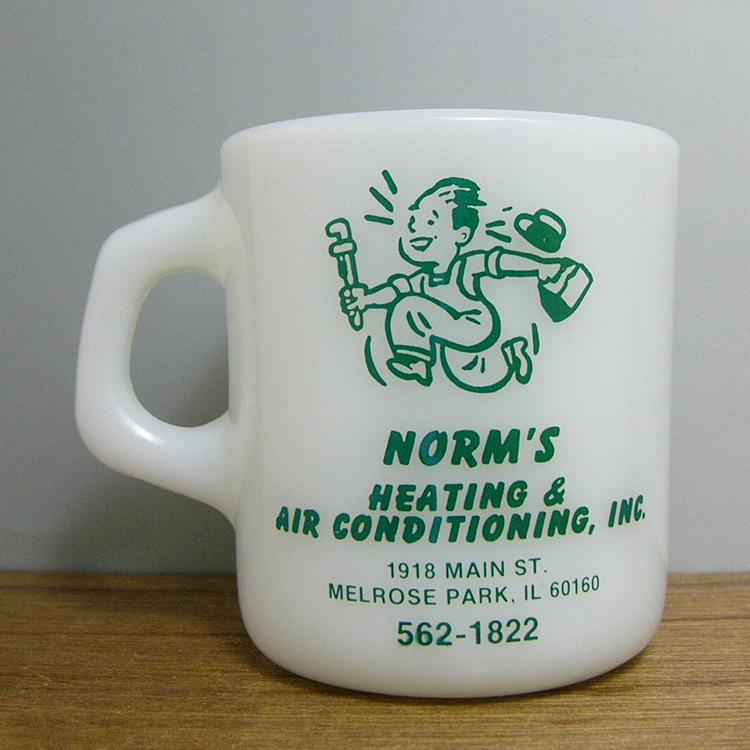 NORM'S
HEATING &
AIR CONDITIONING, INC.
1918 MAIN ST.
MELROSE PARK, IL 60160
562-1822